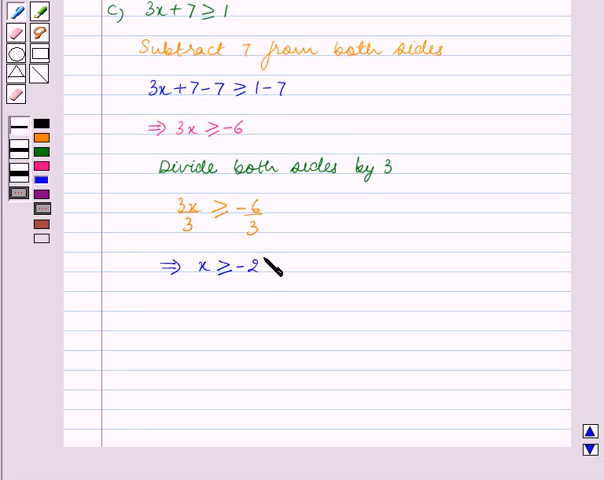 c) 3x + 7 ≥ 1
Subtract 7 from both sides
3x + 7 - 7 ≥ 1 - 7
⇒ 3x ≥ -6
Divide both sides by 3
3x/3 ≥ -6/3
⇒ x ≥ -2